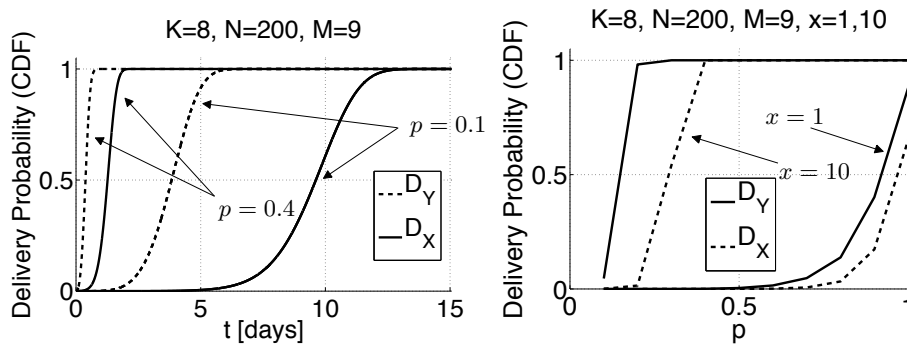 K=8, N=200, M=9
Delivery Probability (CDF)
1
0.5
0
p = 0.1
p = 0.4
D_Y
D_X
0
5
10
15
t [days]
K=8, N=200, M=9, x=1,10
Delivery Probability (CDF)
1
0.5
0
x = 1
x = 10
D_Y
D_X
0
0.5
1
p